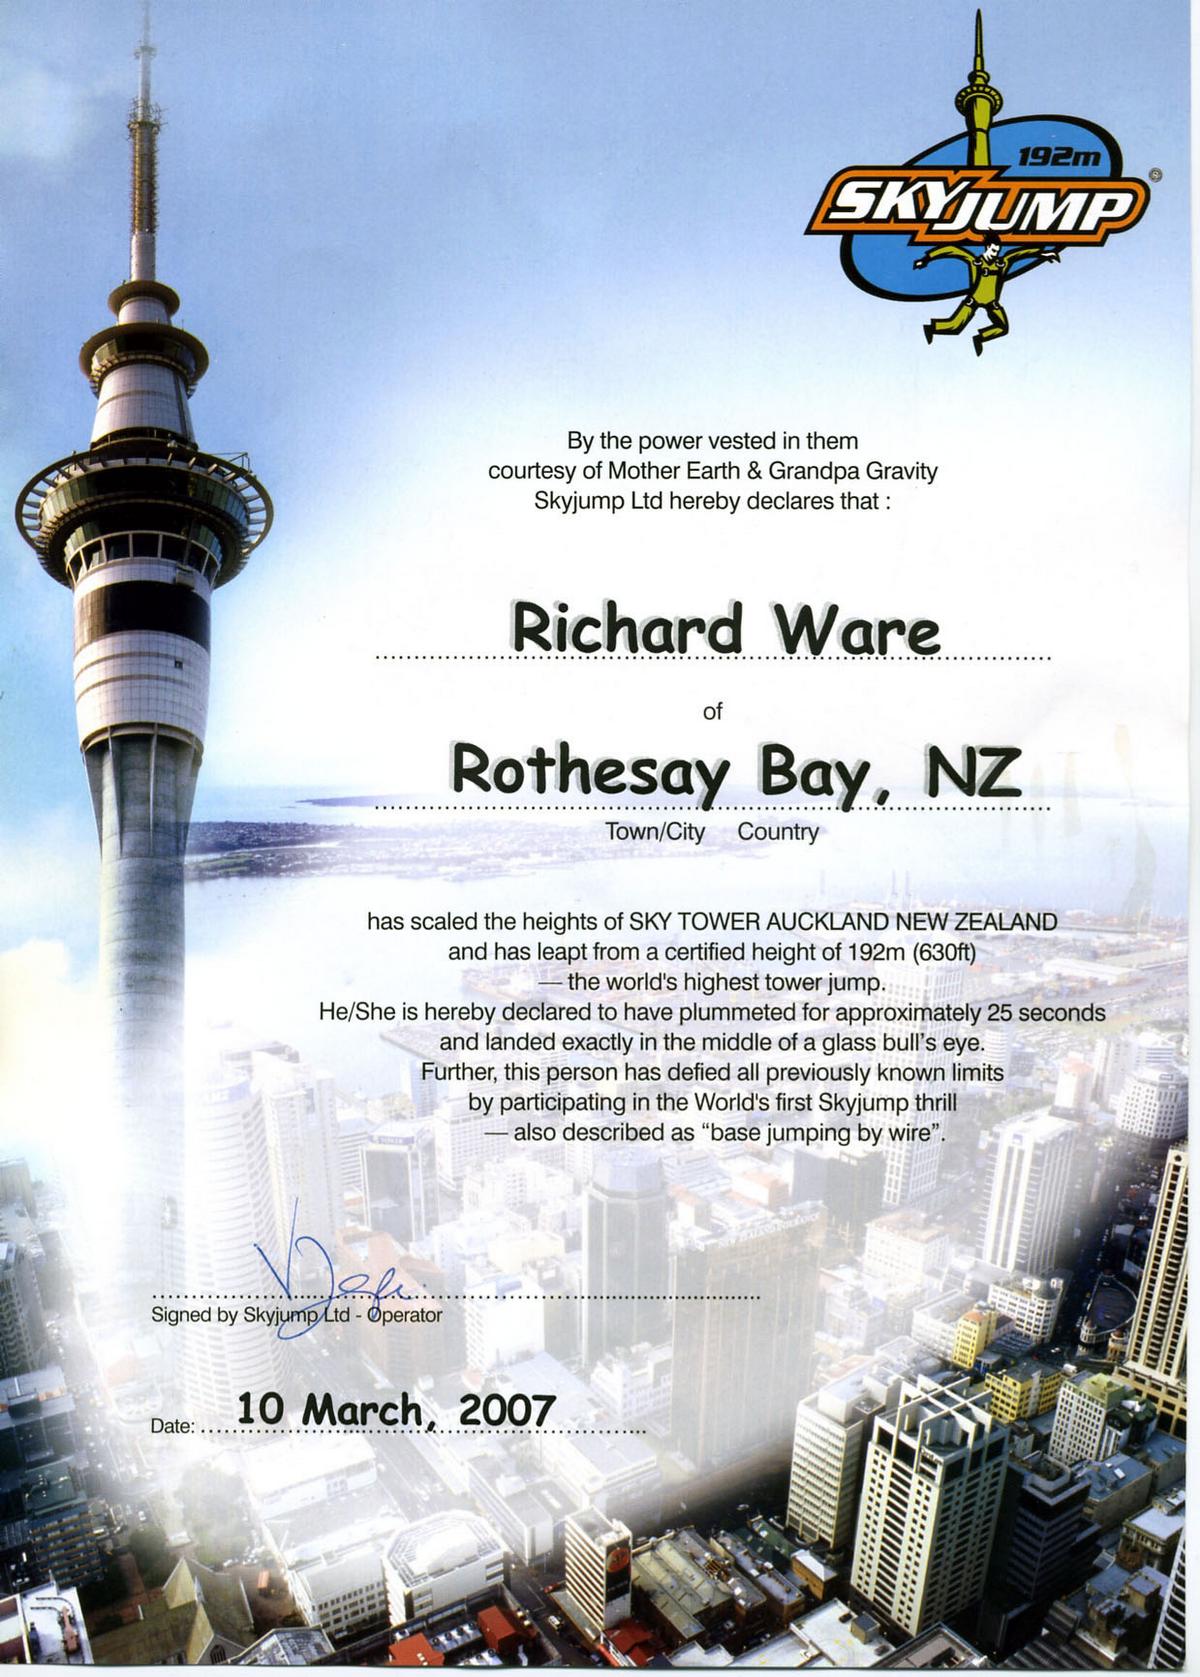 192m
SKYJUMP
By the power vested in them
courtesy of Mother Earth & Grandpa Gravity
Skyjump Ltd hereby declares that :
Richard Ware
of
Rothesay Bay, NZ
Town/City Country
has scaled the heights of SKY TOWER AUCKLAND NEW ZEALAND
and has leapt from a certified height of 192m (630ft)
— the world's highest tower jump.
He/She is hereby declared to have plummeted for approximately 25 seconds
and landed exactly in the middle of a glass bull's eye.
Further, this person has defied all previously known limits
by participating in the World's first Skyjump thrill
— also described as “base jumping by wire”.
Signed by Skyjump Ltd - Operator
Date: 10 March, 2007